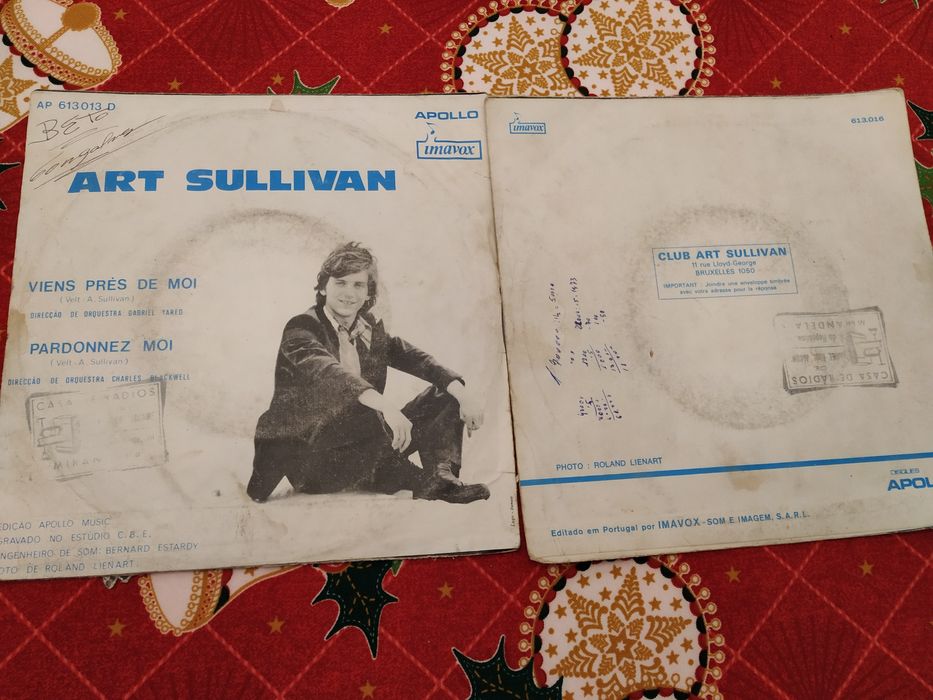 AP 613013 D
APOLLO
imavox
BETO
ART SULLIVAN
VIENS PRÈS DE MOI
( Velt - A. Sullivan )
DIRECÇÃO DE ORQUESTRA GABRIEL YARED
PARDONNEZ MOI
( Velt - A. Sullivan )
DIRECÇÃO DE ORQUESTRA CHARLES BLACKWELL
CASA RADIOS
EDIÇÃO APOLLO MUSIC
GRAVADO NO ESTÚDIO C.B.E.
ENGENHEIRO DE SOM: BERNARD ESTARDY
FOTO DE ROLAND LIENART
imavox
613.016
CLUB ART SULLIVAN
11 rue Lloyd-George
BRUXELLES 1050
IMPORTANT : Joindre une enveloppe timbrée
avec votre adresse pour la réponse
CASA DE RADIOS
PHOTO : ROLAND LIENART
DISQUES
APOL
Editado em Portugal por IMAVOX-SOM E IMAGEM, S.A.R.L.